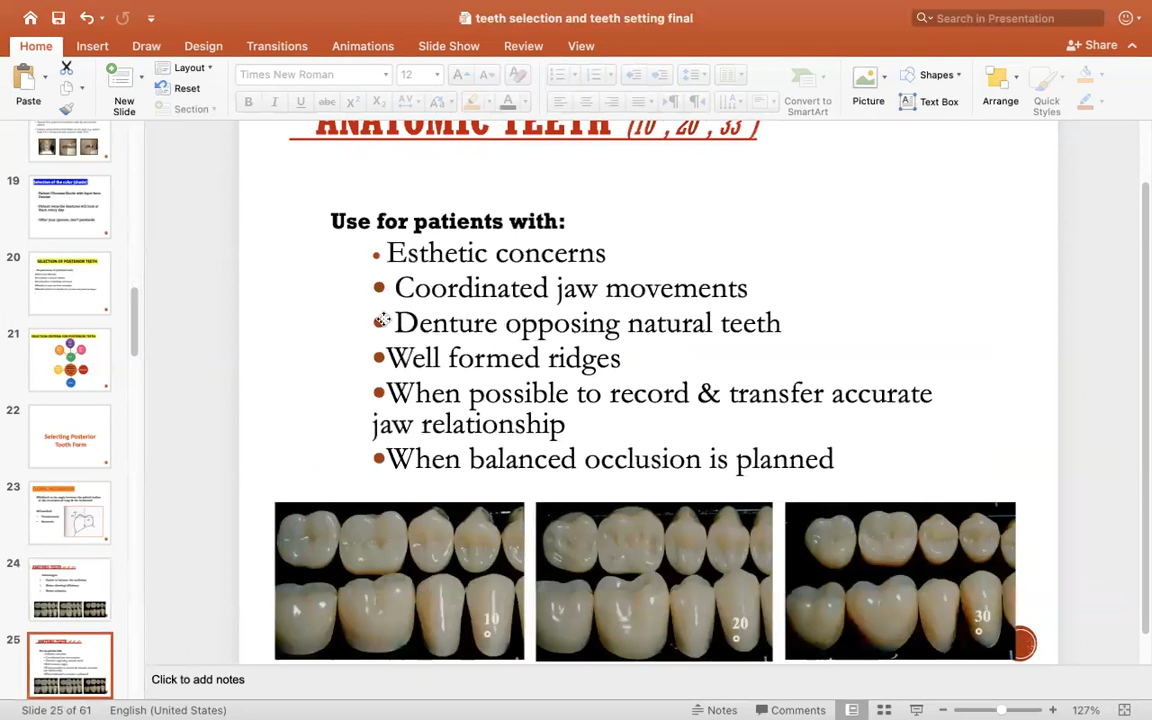 teeth selection and teeth setting final
Search in Presentation
Home
Insert
Draw
Design
Transitions
Animations
Slide Show
Review
View
Share
Paste
New Slide
Layout
Reset
Section
Times New Roman
12
Convert to SmartArt
Picture
Shapes
Text Box
Arrange
Quick Styles
19
20
SELECTION OF POSTERIOR TEETH
21
22
Selecting Posterior
Tooth Form
23
24
25
ANATOMIC TEETH (10°, 20°, 33°)
Use for patients with:
• Esthetic concerns
• Coordinated jaw movements
• Denture opposing natural teeth
•Well formed ridges
•When possible to record & transfer accurate
jaw relationship
•When balanced occlusion is planned
10°
20°
30°
Click to add notes
Slide 25 of 61
English (United States)
Notes
Comments
127%